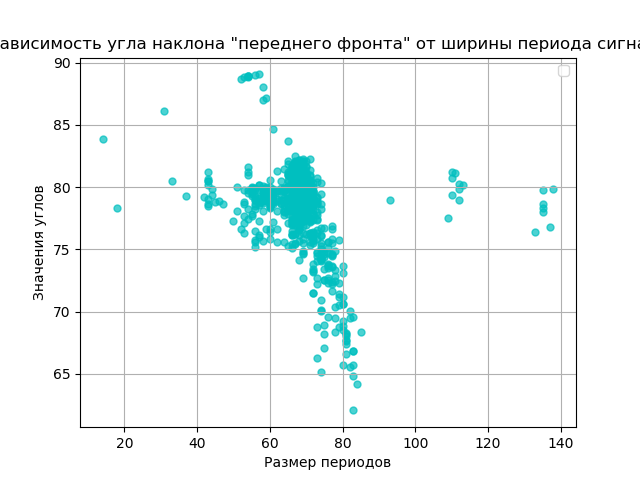 ависимость угла наклона "переднего фронта" от ширины периода сигна
90
85
80
75
70
65
Значения углов
20 40 60 80 100 120 140
Размер периодов